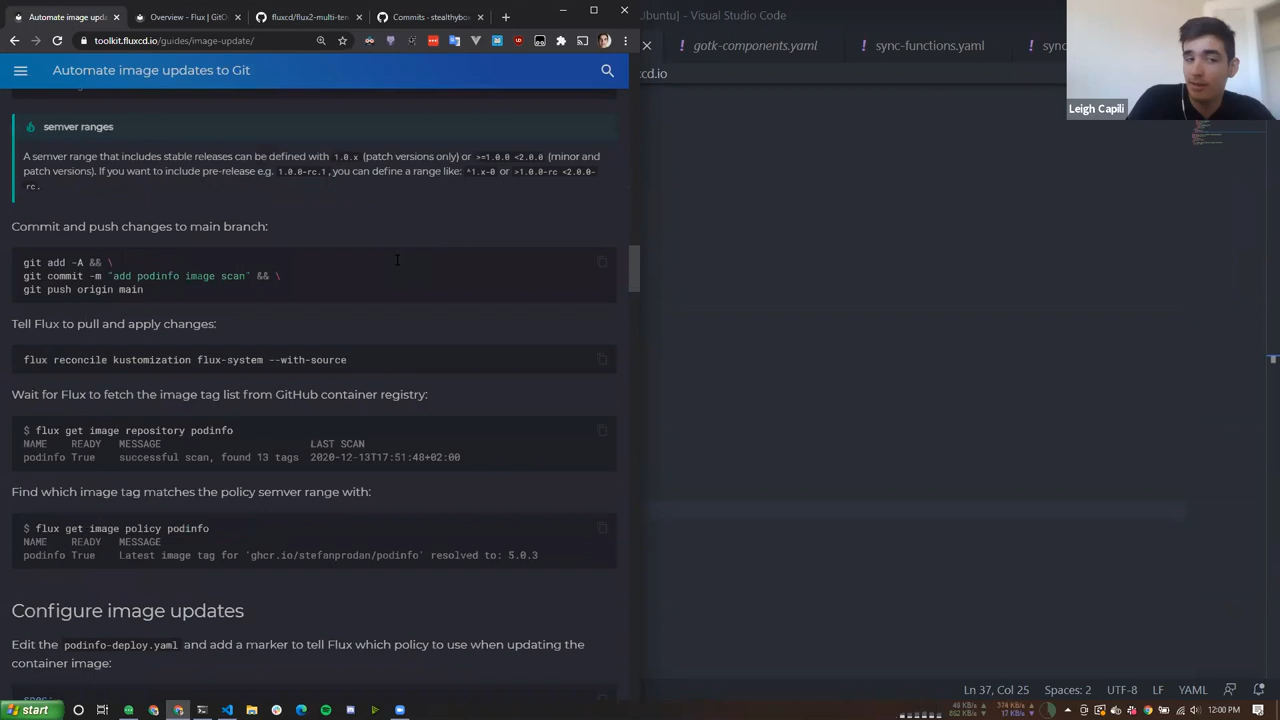 Automate image upda
Overview - Flux | GitO
fluxcd/flux2-multi-ten
Commits - stealthybox
Ubuntu] - Visual Studio Code
toolkit.fluxcd.io/guides/image-update/
gotk-components.yaml
sync-functions.yaml
cd.io
Automate image updates to Git
Leigh Capili
semver ranges
A semver range that includes stable releases can be defined with 1.0.x (patch versions only) or >=1.0.0 <2.0.0 (minor and
patch versions). If you want to include pre-release e.g. 1.0.0-rc.1, you can define a range like: ^1.x-0 or >1.0.0-rc <2.0.0-
rc.
Commit and push changes to main branch:
git add -A && \
git commit -m "add podinfo image scan" && \
git push origin main
Tell Flux to pull and apply changes:
flux reconcile kustomization flux-system --with-source
Wait for Flux to fetch the image tag list from GitHub container registry:
$ flux get image repository podinfo
NAME READY MESSAGE LAST SCAN
podinfo True successful scan, found 13 tags 2020-12-13T17:51:48+02:00
Find which image tag matches the policy semver range with:
$ flux get image policy podinfo
NAME READY MESSAGE
podinfo True Latest image tag for 'ghcr.io/stefanprodan/podinfo' resolved to: 5.0.3
Configure image updates
Edit the podinfo-deploy.yaml and add a marker to tell Flux which policy to use when updating the
container image:
Ln 37, Col 25
Spaces: 2
UTF-8
LF
YAML
start
12:00 PM